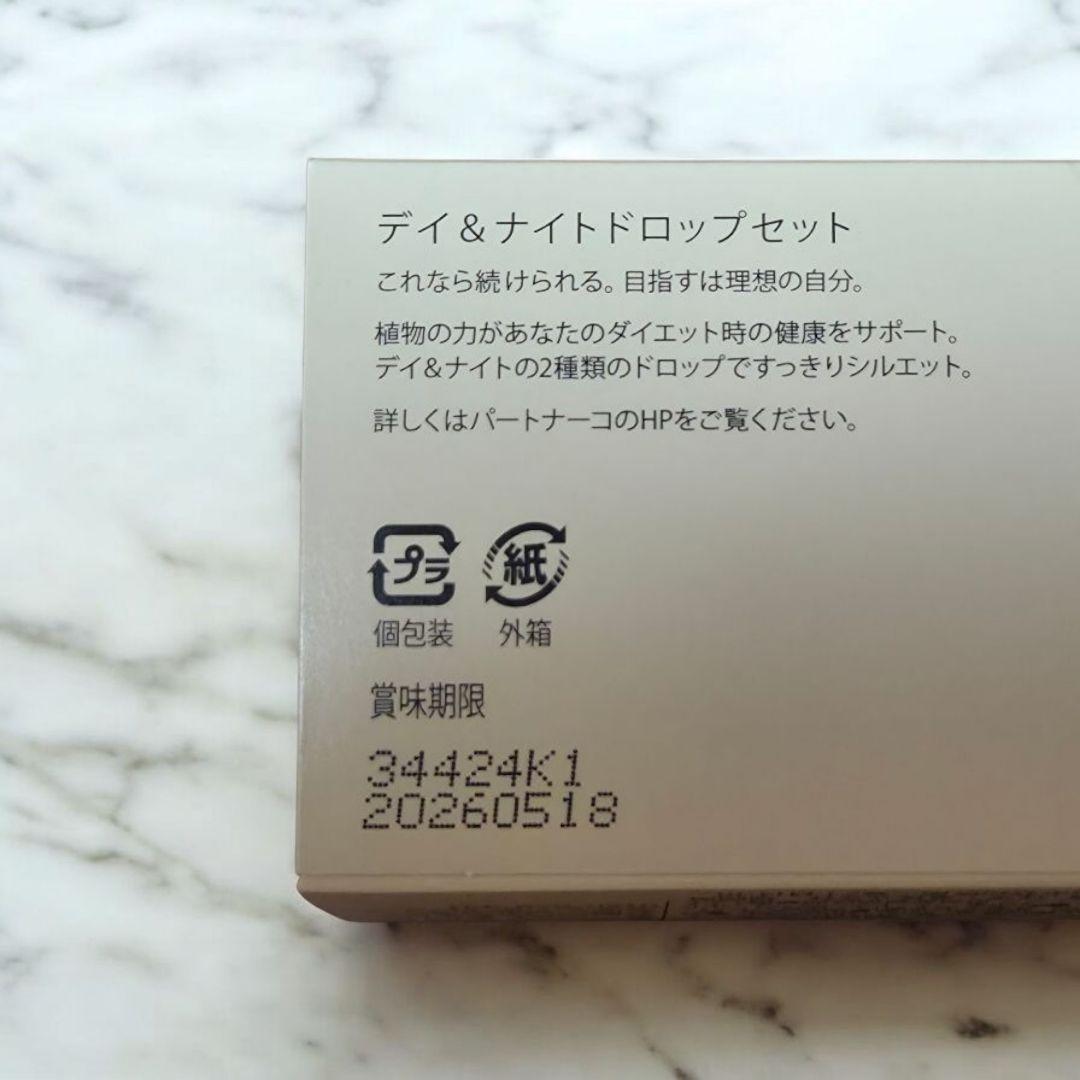 デイ&ナイトドロップセット
これなら続けられる。目指すは理想の自分。
植物の力があなたのダイエット時の健康をサポート。
デイ&ナイトの2種類のドロップですっきりシルエット。
詳しくはパートナーコのHPをご覧ください。
プラ 紙
個包装 外箱
賞味期限
34424K1
20260518